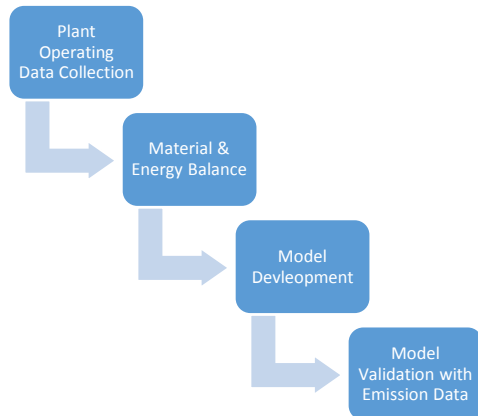 Plant
Operating
Data Collection
Material &
Energy Balance
Model
Devleopment
Model
Validation with
Emission Data